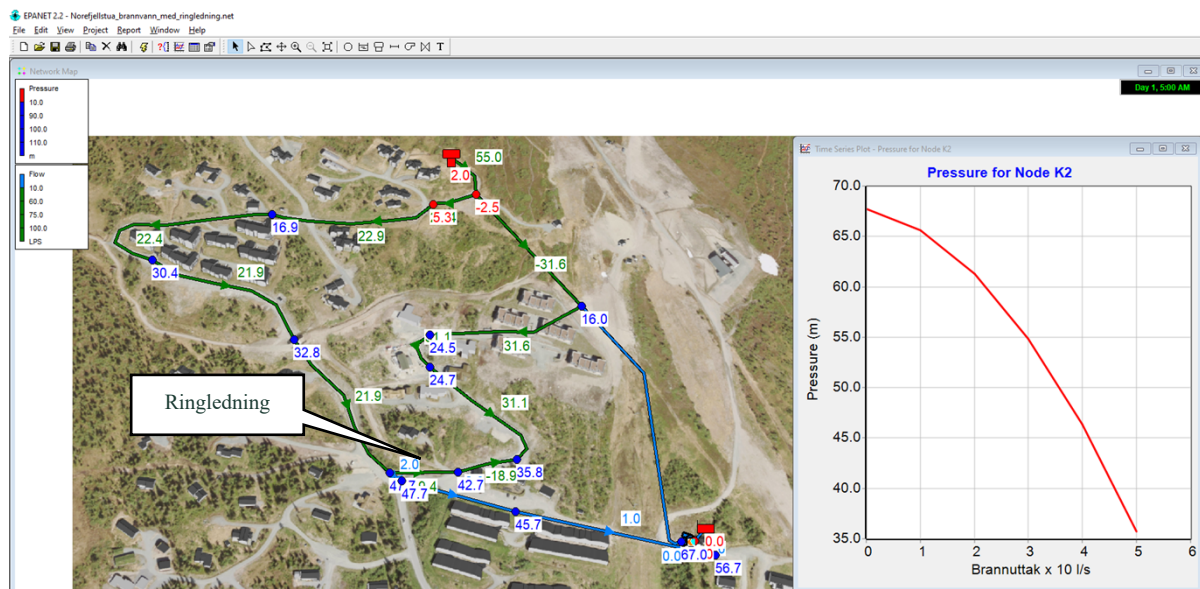 EPANET 2.2 - Norefjellstua_brannvann_med_ringledning.net
File Edit View Project Report Window Help
Network Map
Day 1, 5:00 AM
Pressure
10.0
90.0
100.0
110.0
m
Flow
10.0
60.0
75.0
100.0
LPS
55.0
2.0
-2.5
16.9
22.9
22.4
30.4
21.9
-31.6
16.0
32.8
24.5
31.6
24.7
21.9
31.1
Ringledning
2.0
-18.9
35.8
42.7
47.7
45.7
1.0
67.0
56.7
Time Series Plot - Pressure for Node K2
Pressure for Node K2
70.0
65.0
60.0
55.0
50.0
45.0
40.0
35.0
Pressure (m)
0 1 2 3 4 5 6
Brannuttak x 10 l/s